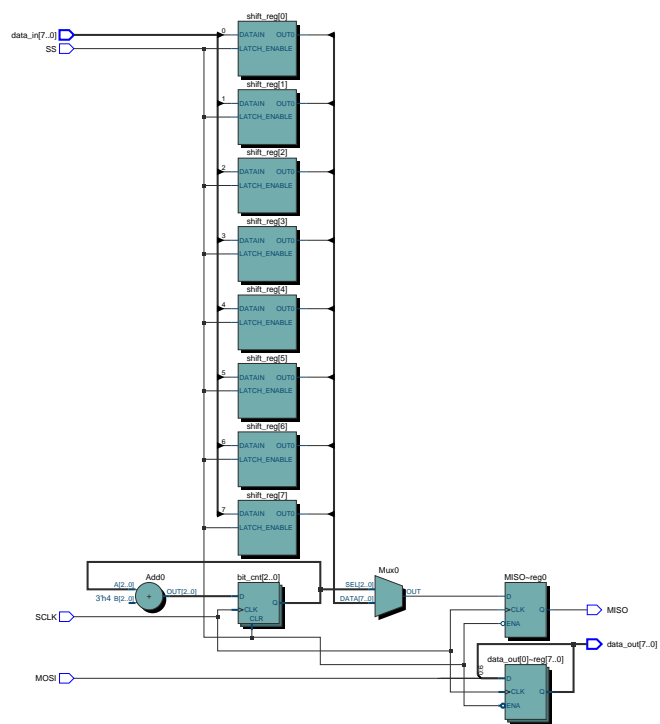 shift_reg[0]
data_in[7..0]
0
DATAIN OUT0
SS
LATCH_ENABLE
shift_reg[1]
1
DATAIN OUT0
LATCH_ENABLE
shift_reg[2]
2
DATAIN OUT0
LATCH_ENABLE
shift_reg[3]
3
DATAIN OUT0
LATCH_ENABLE
shift_reg[4]
4
DATAIN OUT0
LATCH_ENABLE
shift_reg[5]
5
DATAIN OUT0
LATCH_ENABLE
shift_reg[6]
6
DATAIN OUT0
LATCH_ENABLE
shift_reg[7]
7
DATAIN OUT0
LATCH_ENABLE
Add0
A[2..0]
3'h4 B[2..0]
+
OUT[2..0]
bit_cnt[2..0]
D
Q
CLK
CLR
Mux0
SEL[2..0]
OUT
DATA[7..0]
MISO~reg0
D
CLK Q
ENA
MISO
SCLK
data_out[7..0]
data_out[0]~reg[7..0]
0:6
D
CLK Q
ENA
MOSI